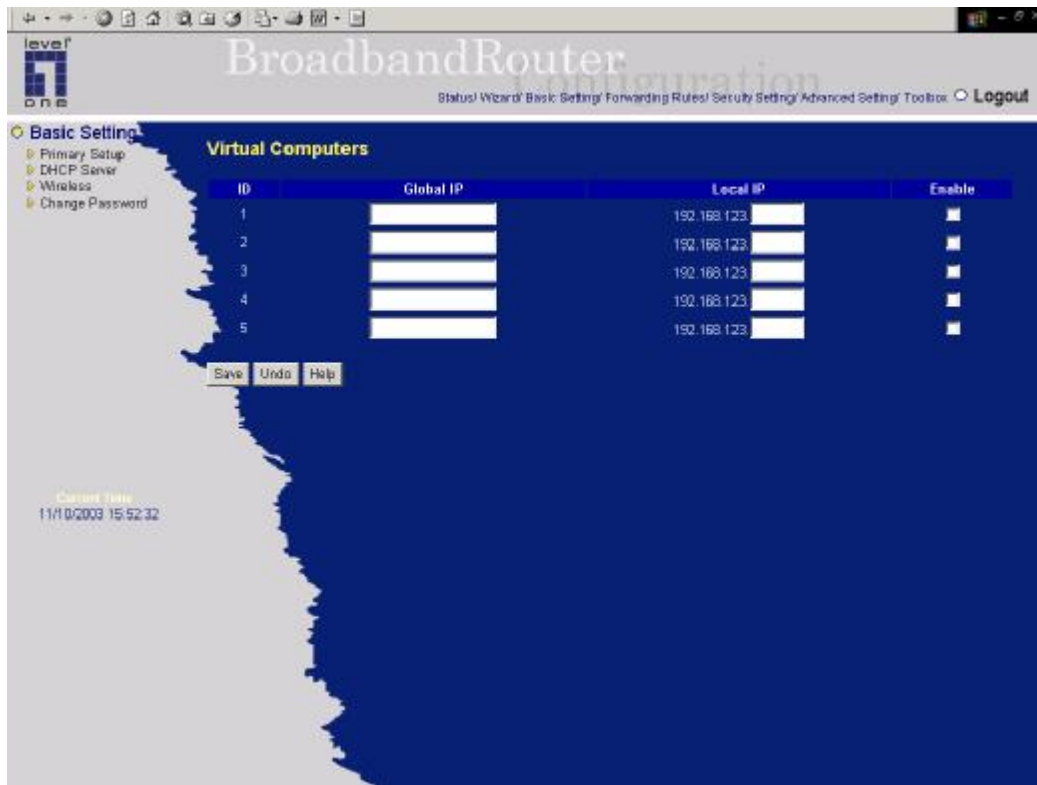 level
one
BroadbandRouter
Configuration
Status/ Wizard/ Basic Setting/ Forwarding Rules/ Security Setting/ Advanced Setting/ Toolbox Logout
Basic Setting
Primary Setup
DHCP Server
Wireless
Change Password
Virtual Computers
ID Global IP Local IP Enable
1 192.168.123.
2 192.168.123.
3 192.168.123.
4 192.168.123.
5 192.168.123.
Save Undo Help
Current Time
11/10/2003 15:52:32